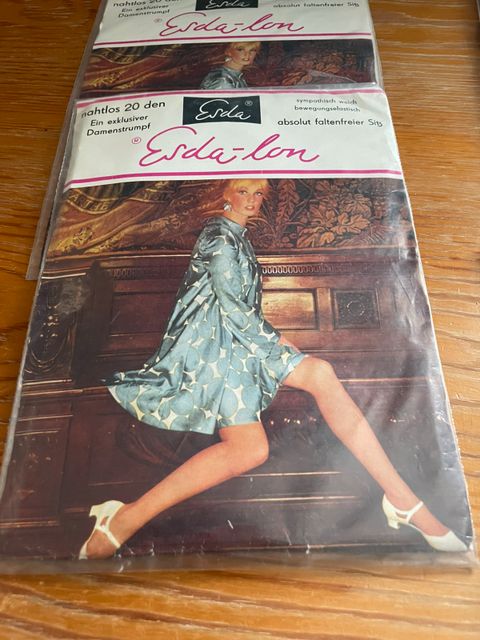 nahtlos 20 den
Ein exklusiver
Damenstrumpf
Esda
absolut faltenfreier Sitz
® Esda-lon
nahtlos 20 den
Ein exklusiver
Damenstrumpf
Esda ®
sympathisch weich
bewegungselastisch
absolut faltenfreier Sitz
® Esda-lon